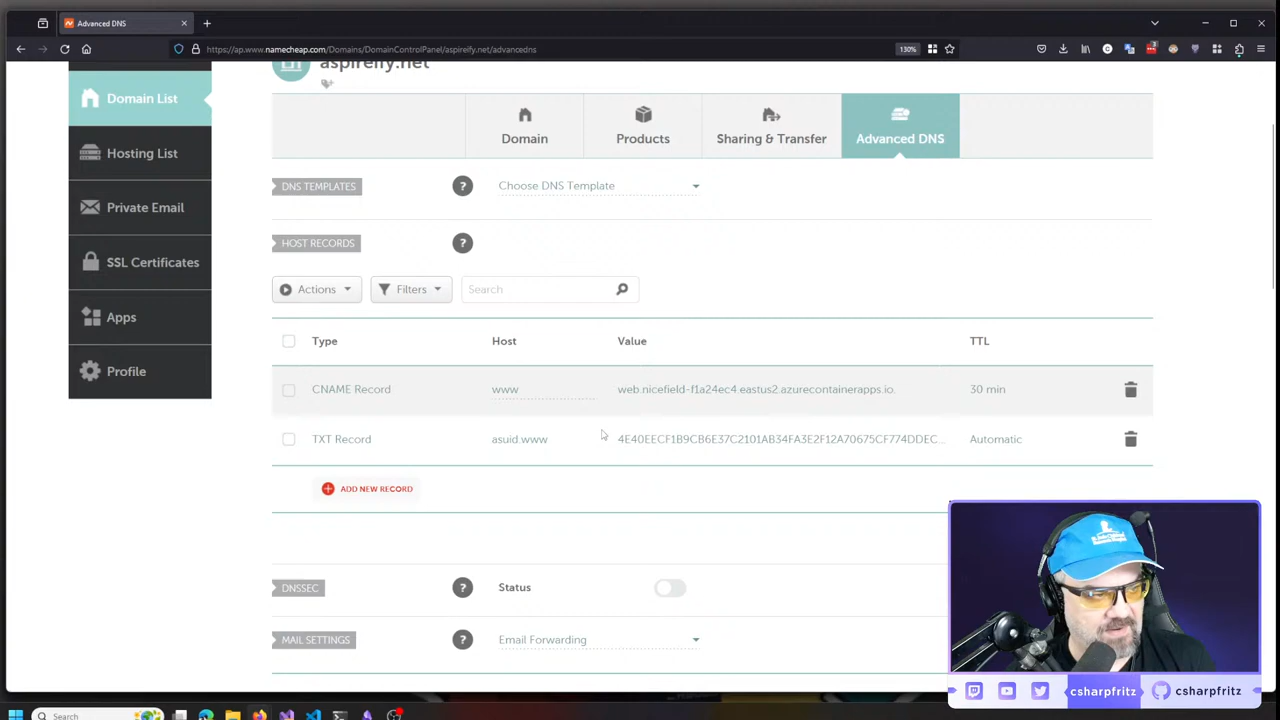 Advanced DNS
https://ap.www.namecheap.com/Domains/DomainControlPanel/aspireify.net/advanceddns
130%
aspireify.net
Domain List
Hosting List
Private Email
SSL Certificates
Apps
Profile
Domain
Products
Sharing & Transfer
Advanced DNS
DNS TEMPLATES
?
Choose DNS Template
HOST RECORDS
?
Actions
Filters
Search
Type
Host
Value
TTL
CNAME Record
www
web.nicefield-f1a24ec4.eastus2.azurecontainerapps.io.
30 min
TXT Record
asuid.www
4E40EECF1B9CB6E37C2101AB34FA3E2F12A70675CF774DDEC...
Automatic
ADD NEW RECORD
DNSSEC
?
Status
MAIL SETTINGS
?
Email Forwarding
csharpfritz
csharpfritz
Search